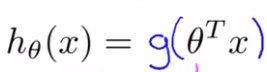 h_θ(x) = g(θ^T x)